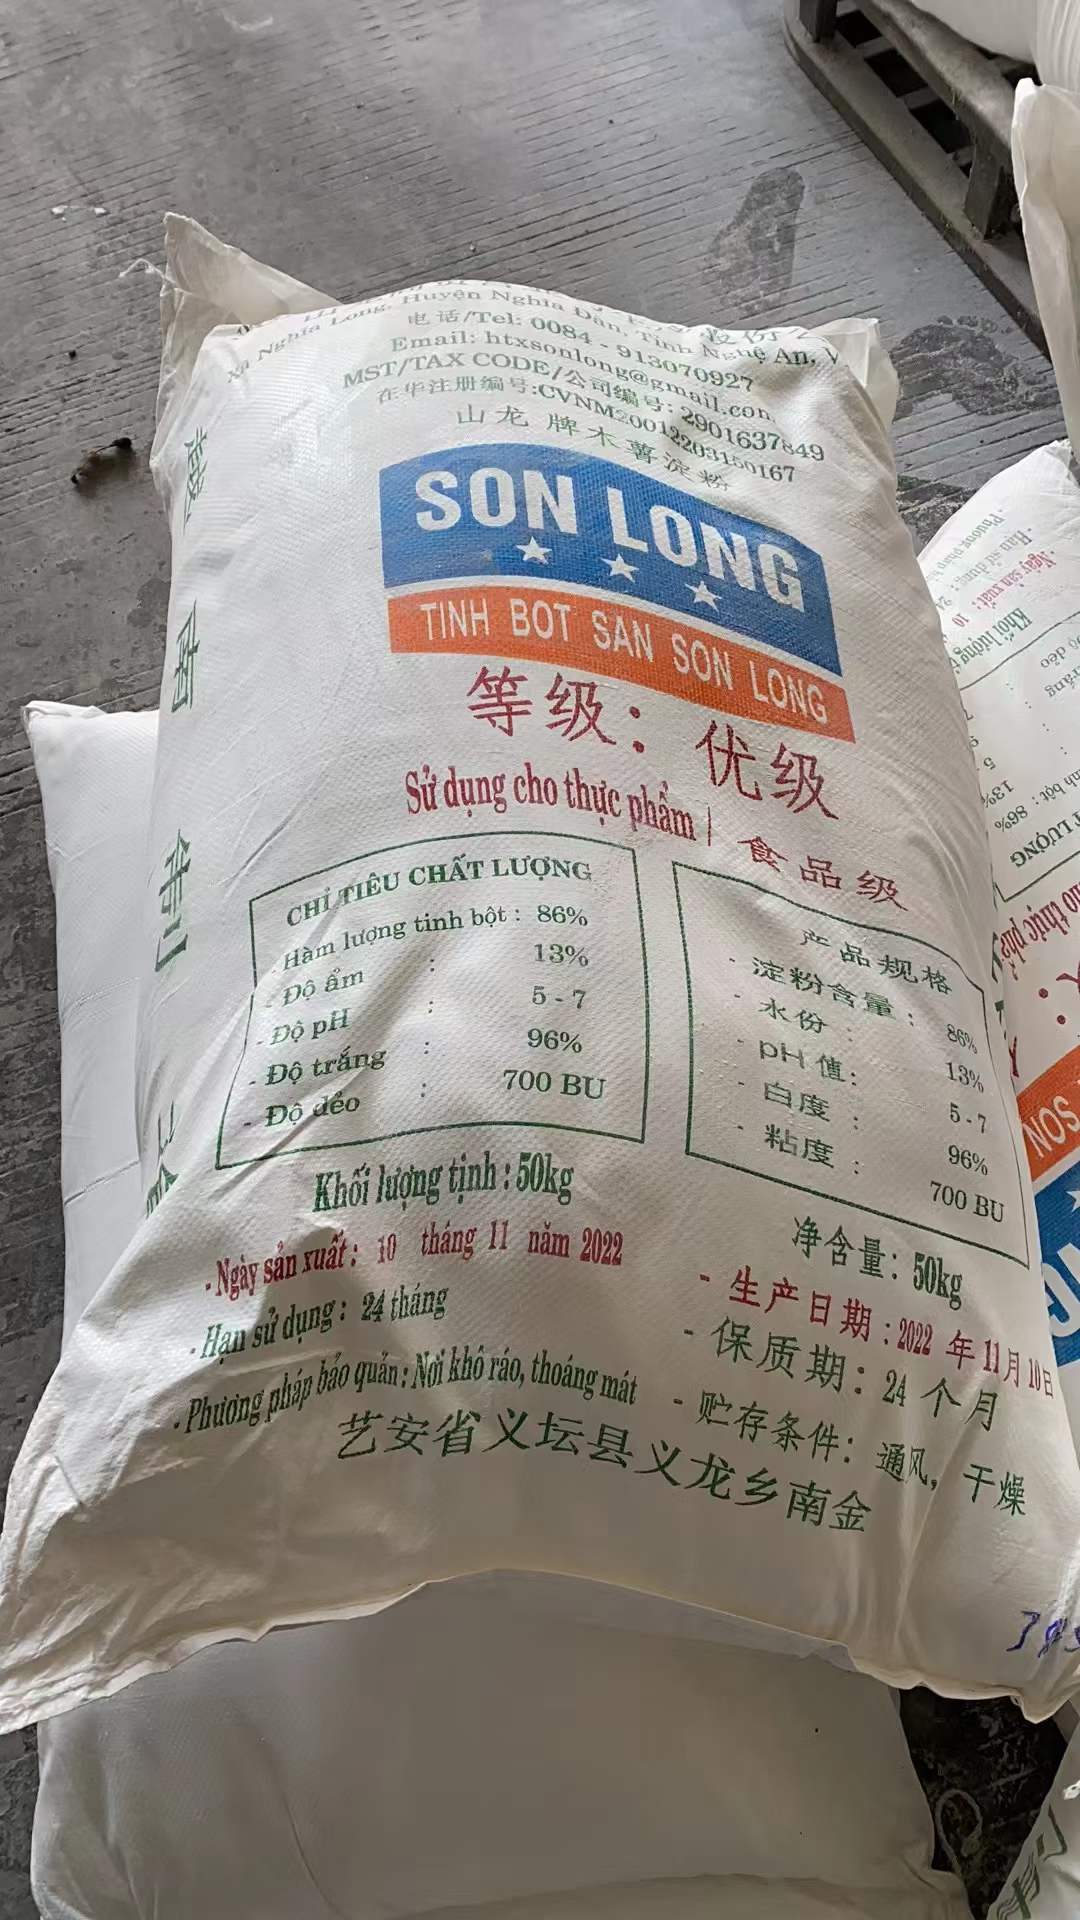 Xã Nghĩa Long, Huyện Nghĩa Đàn, Tỉnh Nghệ An, V
电话/Tel: 0084 - 913070927
Email: htxsonlong@gmail.com
MST/TAX CODE/公司编号: 2901637849
在华注册编号:CVNM20012203150167
山龙牌木薯淀粉
SON LONG
TINH BOT SAN SON LONG
等级：优级
Sử dụng cho thực phẩm / 食品级
CHỈ TIÊU CHẤT LƯỢNG
- Hàm lượng tinh bột : 86%
- Độ ẩm : 13%
- Độ pH : 5 - 7
- Độ trắng : 96%
- Độ dẻo : 700 BU
产品规格
- 淀粉含量 : 86%
- 水份 : 13%
- pH 值: 5 - 7
- 白度 : 96%
- 粘度 : 700 BU
Khối lượng tịnh : 50kg
- Ngày sản xuất : 10 tháng 11 năm 2022
- Hạn sử dụng : 24 tháng
- Phương pháp bảo quản : Nơi khô ráo, thoáng mát
净含量: 50kg
- 生产日期 : 2022 年 11月 10日
- 保质期: 24 个月
- 贮存条件: 通风, 干燥
艺安省义坛县义龙乡南金